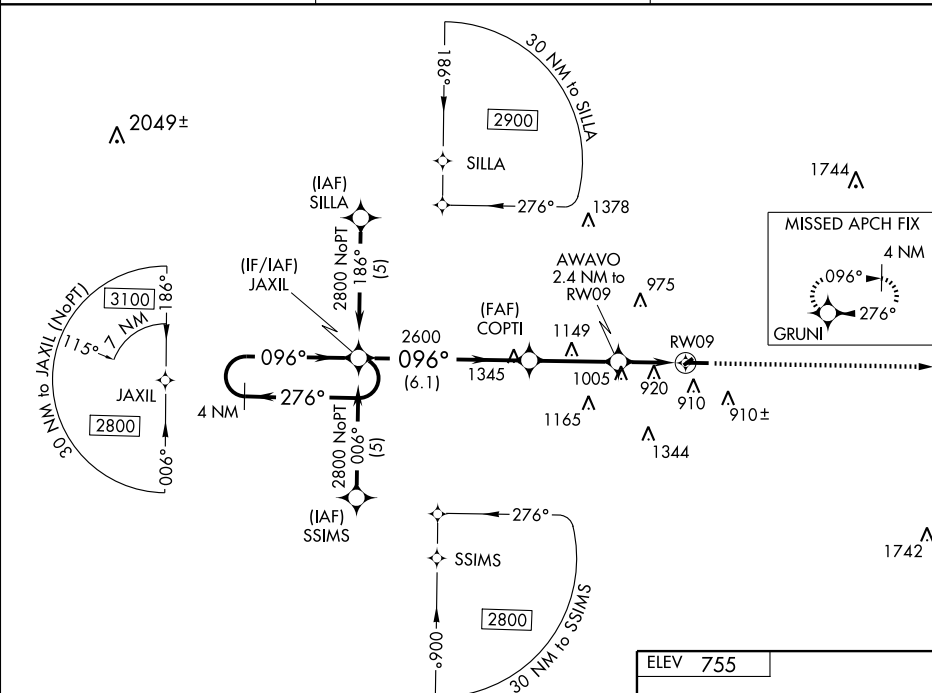 30 NM to SILLA
186°
2900
SILLA
276°
2049±
1744
1378
MISSED APCH FIX
4 NM
096°
276°
GRUNI
(IAF)
SILLA
2800 NoPT
186°
(5)
(IF/IAF)
JAXIL
AWAVO
2.4 NM to
RW09
975
(FAF)
COPTI
1149
RW09
30 NM to JAXIL (NoPT)
3100
186°
7 NM
115°
JAXIL
2800
006°
096°
276°
4 NM
2600
096°
(6.1)
1345
1005
920
910
910±
1165
1344
2800 NoPT
006°
(5)
(IAF)
SSIMS
276°
SSIMS
2800
006°
30 NM to SSIMS
1742
ELEV 755